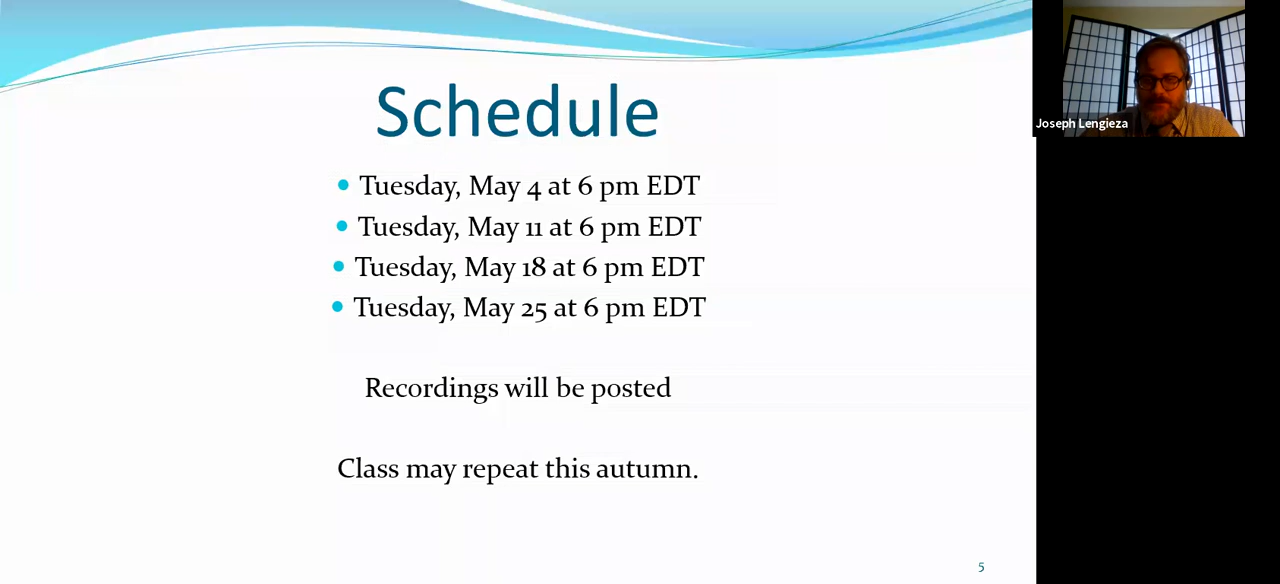 Schedule
Tuesday, May 4 at 6 pm EDT
Tuesday, May 11 at 6 pm EDT
Tuesday, May 18 at 6 pm EDT
Tuesday, May 25 at 6 pm EDT
Recordings will be posted
Class may repeat this autumn.
5
Joseph Lengieza